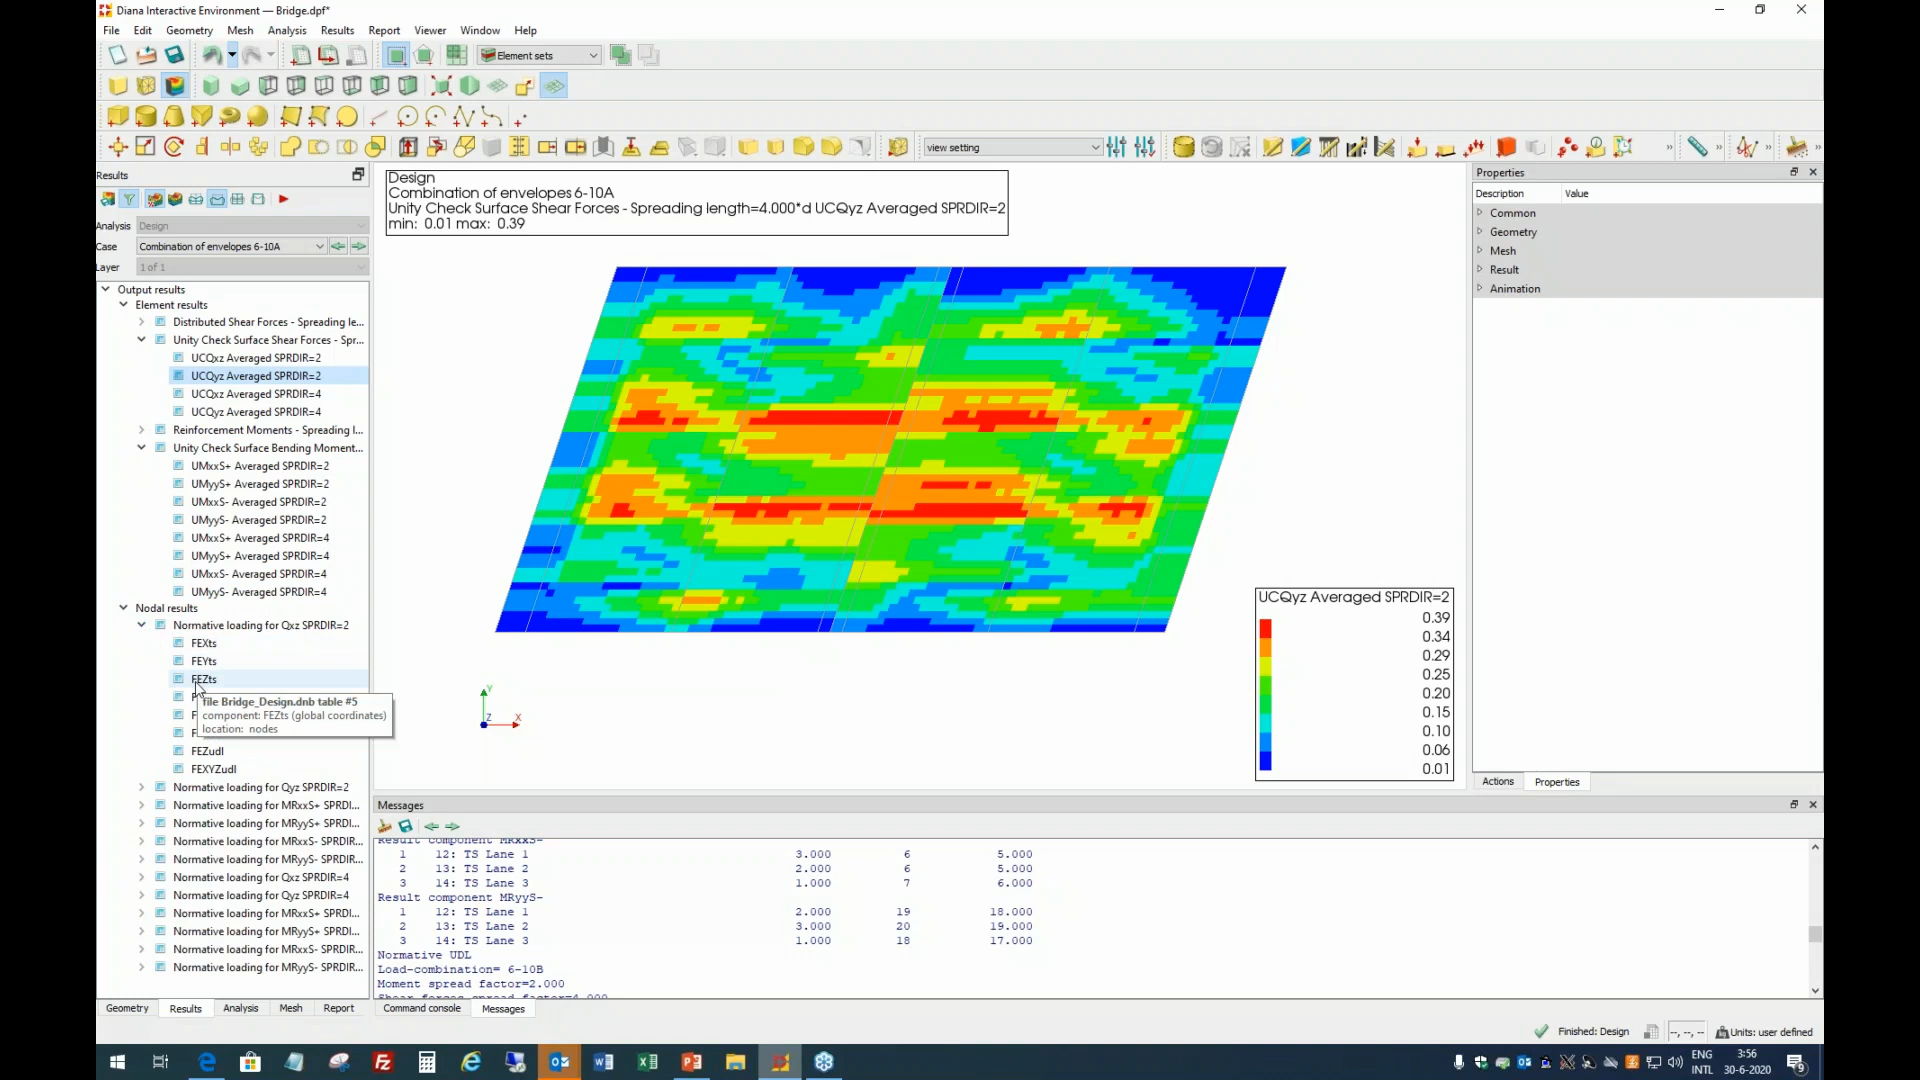 Diana Interactive Environment — Bridge.dpf*
File Edit Geometry Mesh Analysis Results Report Viewer Window Help
Element sets
view setting
Results
Analysis Design
Case Combination of envelopes 6-10A
Layer 1 of 1
Output results
Element results
Distributed Shear Forces - Spreading le...
Unity Check Surface Shear Forces - Spr...
UCQxz Averaged SPRDIR=2
UCQyz Averaged SPRDIR=2
UCQxz Averaged SPRDIR=4
UCQyz Averaged SPRDIR=4
Reinforcement Moments - Spreading l...
Unity Check Surface Bending Moment...
UMxxS+ Averaged SPRDIR=2
UMyyS+ Averaged SPRDIR=2
UMxxS- Averaged SPRDIR=2
UMyyS- Averaged SPRDIR=2
UMxxS+ Averaged SPRDIR=4
UMyyS+ Averaged SPRDIR=4
UMxxS- Averaged SPRDIR=4
UMyyS- Averaged SPRDIR=4
Nodal results
Normative loading for Qxz SPRDIR=2
FEXts
FEYts
FEZts
file Bridge_Design.dnb table #5
component: FEZts (global coordinates)
location: nodes
FEZudl
FEXYZudl
Normative loading for Qyz SPRDIR=2
Normative loading for MRxxS+ SPRDI...
Normative loading for MRyyS+ SPRDI...
Normative loading for MRxxS- SPRDIR...
Normative loading for MRyyS- SPRDIR...
Normative loading for Qxz SPRDIR=4
Normative loading for Qyz SPRDIR=4
Normative loading for MRxxS+ SPRDI...
Normative loading for MRyyS+ SPRDI...
Normative loading for MRxxS- SPRDIR...
Normative loading for MRyyS- SPRDIR...
Geometry Results Analysis Mesh Report
Design
Combination of envelopes 6-10A
Unity Check Surface Shear Forces - Spreading length=4.000*d UCQyz Averaged SPRDIR=2
min: 0.01 max: 0.39
Y
Z X
UCQyz Averaged SPRDIR=2
0.39
0.34
0.29
0.25
0.20
0.15
0.10
0.06
0.01
Properties
Description Value
Common
Geometry
Mesh
Result
Animation
Actions Properties
Messages
Result component MRxxS-
1 12: TS Lane 1 3.000 6 5.000
2 13: TS Lane 2 2.000 6 5.000
3 14: TS Lane 3 1.000 7 6.000
Result component MRyyS-
1 12: TS Lane 1 2.000 19 18.000
2 13: TS Lane 2 3.000 20 19.000
3 14: TS Lane 3 1.000 18 17.000
Normative UDL
Load-combination= 6-10B
Moment spread factor=2.000
Shear forces spread factor=4.000
Command console Messages
Finished: Design --, --, -- Units: user defined
ENG 3:56
INTL 30-6-2020